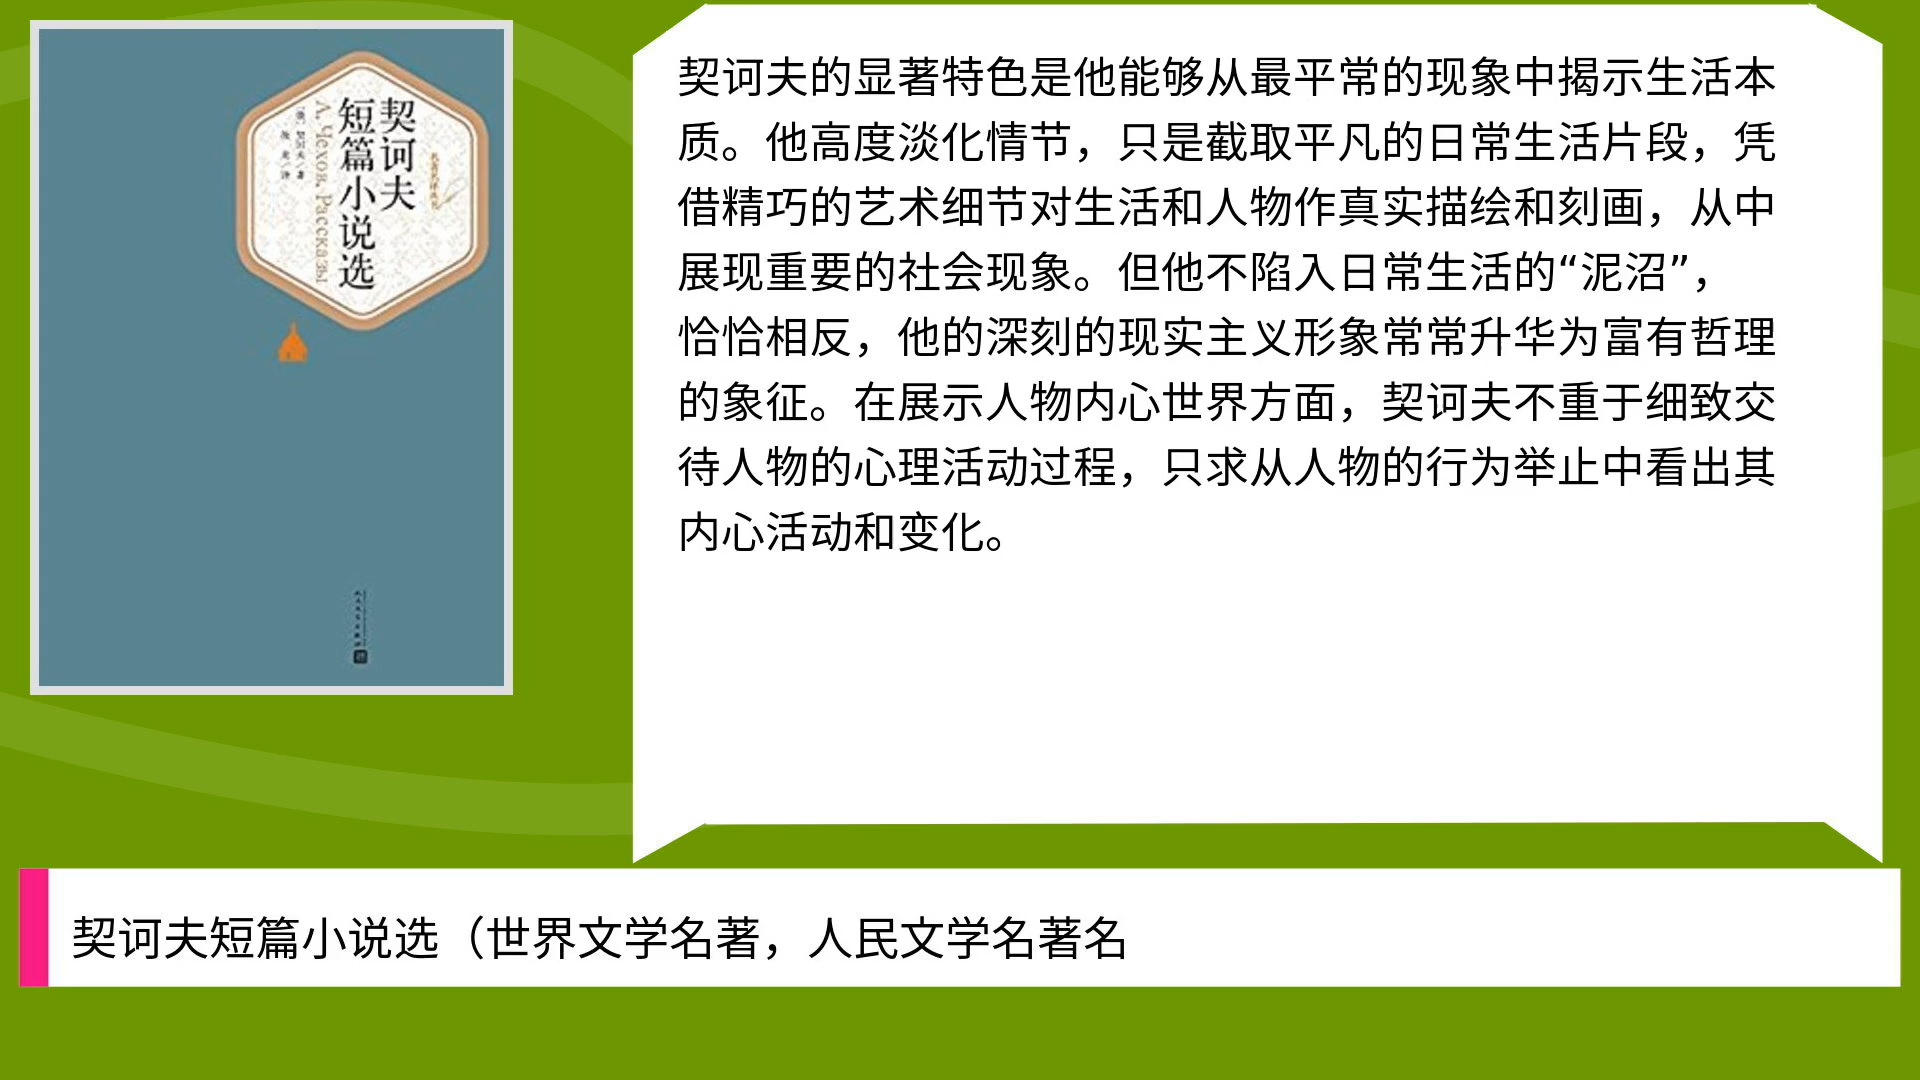 契诃夫
短篇小说选
А. Чехов. Рассказы
契诃夫的显著特色是他能够从最平常的现象中揭示生活本
质。他高度淡化情节，只是截取平凡的日常生活片段，凭
借精巧的艺术细节对生活和人物作真实描绘和刻画，从中
展现重要的社会现象。但他不陷入日常生活的“泥沼”，
恰恰相反，他的深刻的现实主义形象常常升华为富有哲理
的象征。在展示人物内心世界方面，契诃夫不重于细致交
待人物的心理活动过程，只求从人物的行为举止中看出其
内心活动和变化。
契诃夫短篇小说选（世界文学名著，人民文学名著名